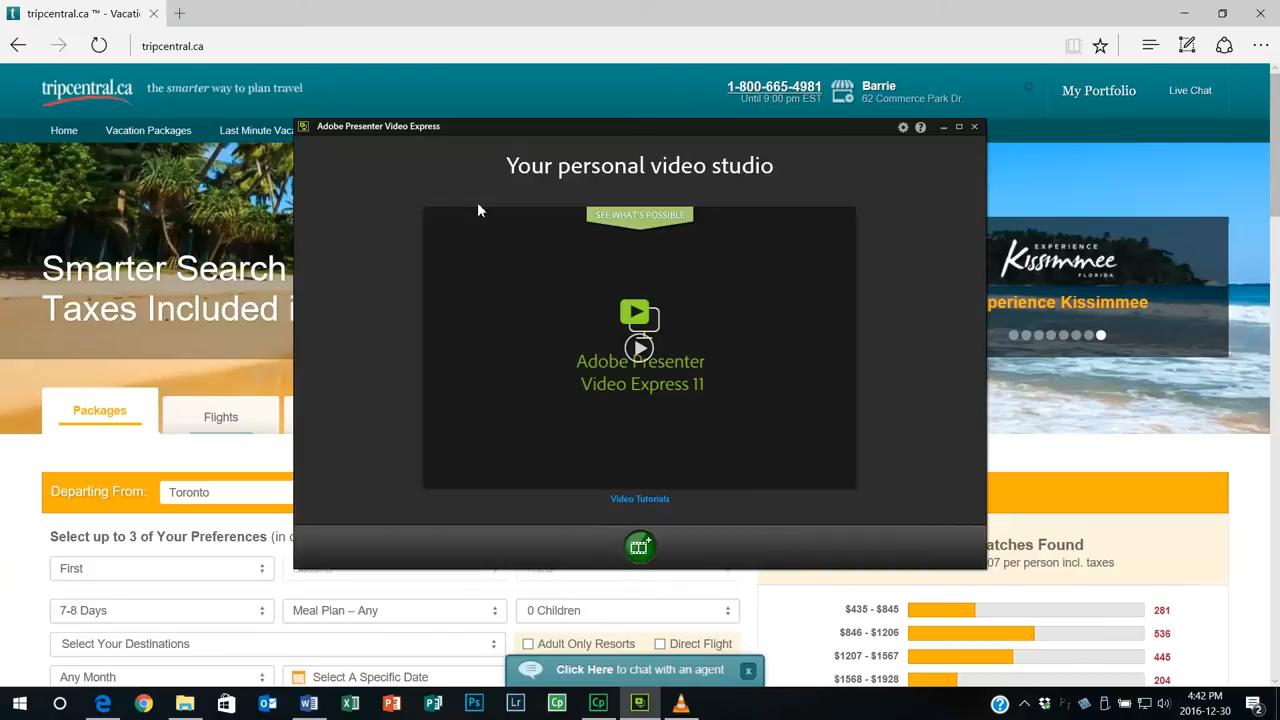 tripcentral.ca ™ - Vacati
tripcentral.ca
tripcentral.ca the smarter way to plan travel
1-800-665-4981
Until 9:00 pm EST
Barrie
62 Commerce Park Dr.
My Portfolio
Live Chat
Home Vacation Packages Last Minute Vaca
Adobe Presenter Video Express
Your personal video studio
SEE WHAT'S POSSIBLE
Adobe Presenter
Video Express 11
Video Tutorials
Smarter Search
Taxes Included i
EXPERIENCE
Kissimmee
FLORIDA
perience Kissimmee
Packages Flights
Departing From: Toronto
Select up to 3 of Your Preferences (in o
First
7-8 Days Meal Plan – Any 0 Children
Select Your Destinations Adult Only Resorts Direct Flight
Any Month Select A Specific Date
Click Here to chat with an agent x
atches Found
07 per person incl. taxes
$435 - $845 281
$846 - $1206 536
$1207 - $1567 445
$1568 - $1928 204
4:42 PM
2016-12-30
2